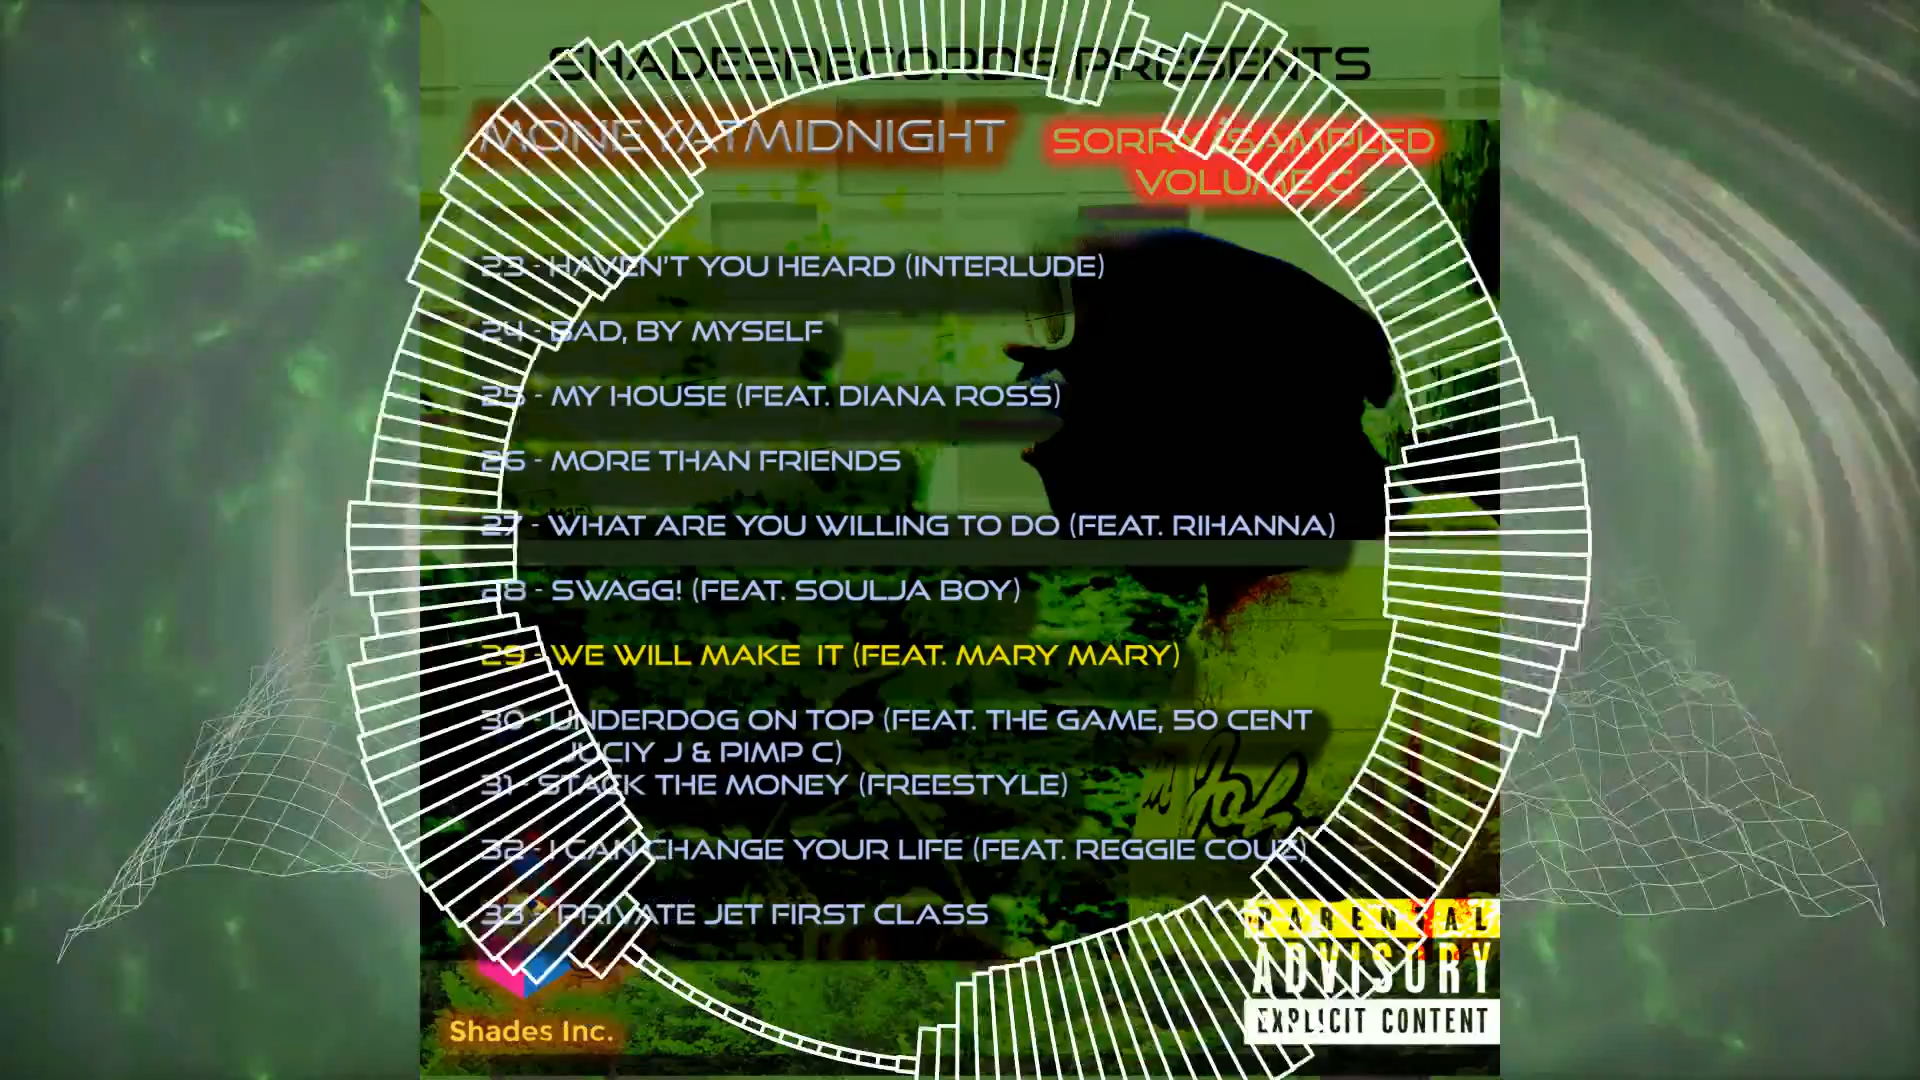 SHADESRECORDS PRESENTS
MONEYATMIDNIGHT
SORRY, SAMPLED
VOLUME C
23 - HAVEN'T YOU HEARD (INTERLUDE)
24 - BAD, BY MYSELF
25 - MY HOUSE (FEAT. DIANA ROSS)
26 - MORE THAN FRIENDS
27 - WHAT ARE YOU WILLING TO DO (FEAT. RIHANNA)
28 - SWAGG! (FEAT. SOULJA BOY)
29 - WE WILL MAKE IT (FEAT. MARY MARY)
30 - UNDERDOG ON TOP (FEAT. THE GAME, 50 CENT
JUCIY J & PIMP C)
31 - STACK THE MONEY (FREESTYLE)
32 - I CAN CHANGE YOUR LIFE (FEAT. REGGIE COUZ)
33 - PRIVATE JET FIRST CLASS
PARENTAL
ADVISORY
EXPLICIT CONTENT
Shades Inc.